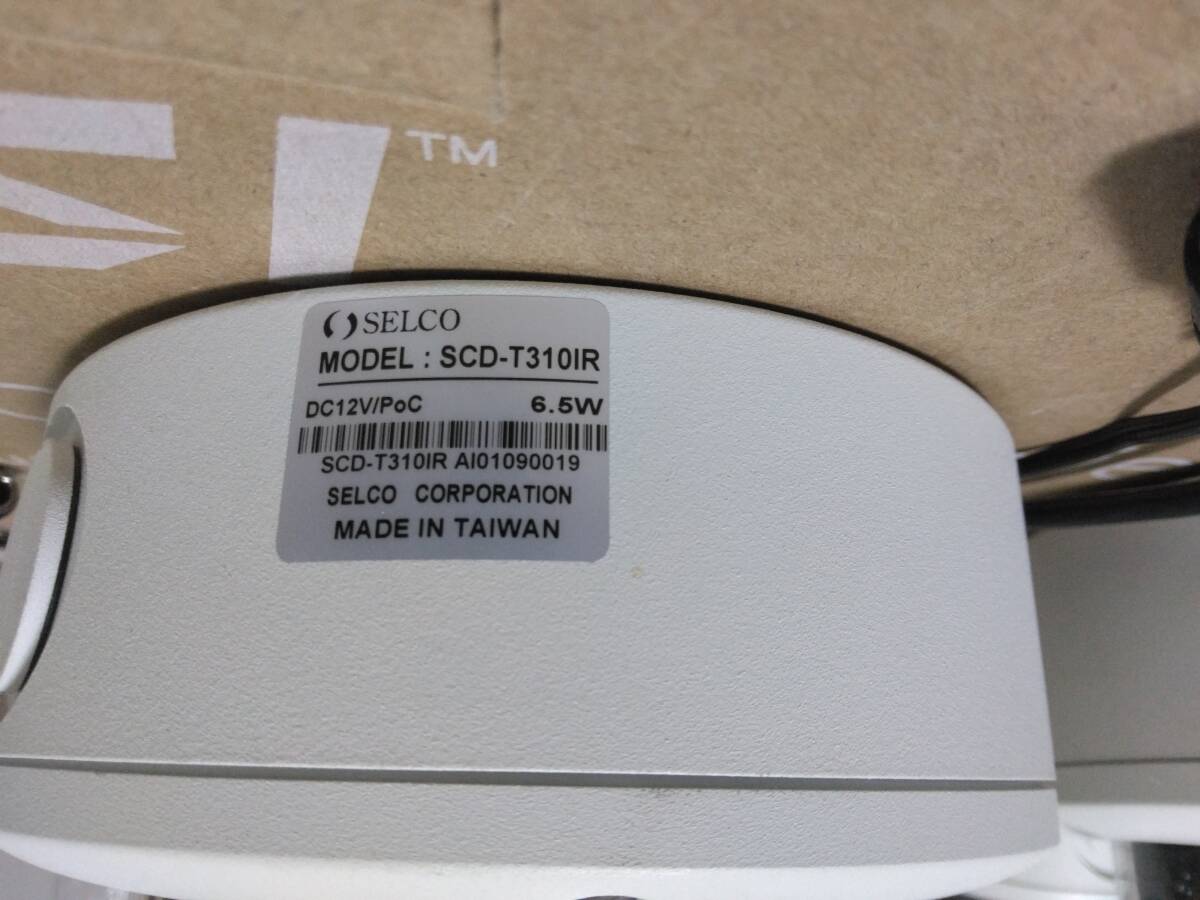 TM
SELCO
MODEL : SCD-T310IR
DC12V/PoC 6.5W
SCD-T310IR AI01090019
SELCO CORPORATION
MADE IN TAIWAN